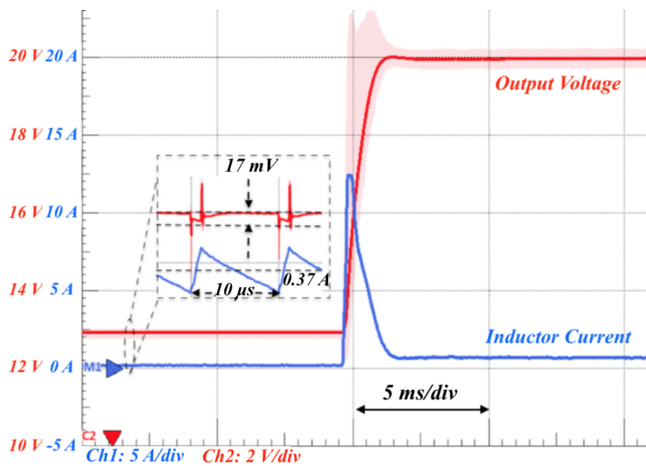 20 V 20 A
Output Voltage
18 V 15 A
17 mV
16 V 10 A
0.37 A
10 µs
14 V 5 A
Inductor Current
12 V 0 A
M1
5 ms/div
C2
10 V -5 A
Ch1: 5 A/div Ch2: 2 V/div